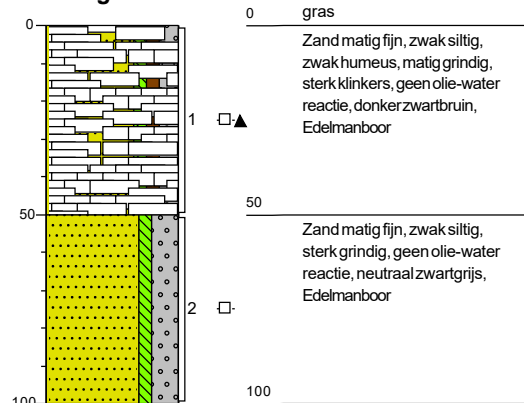 0
0
gras
Zand matig fijn, zwak siltig,
zwak humeus, matig grindig,
sterk klinkers, geen olie-water
reactie, donker zwartbruin,
Edelmanboor
1
50
50
Zand matig fijn, zwak siltig,
sterk grindig, geen olie-water
reactie, neutraal zwartgrijs,
Edelmanboor
2
100
100